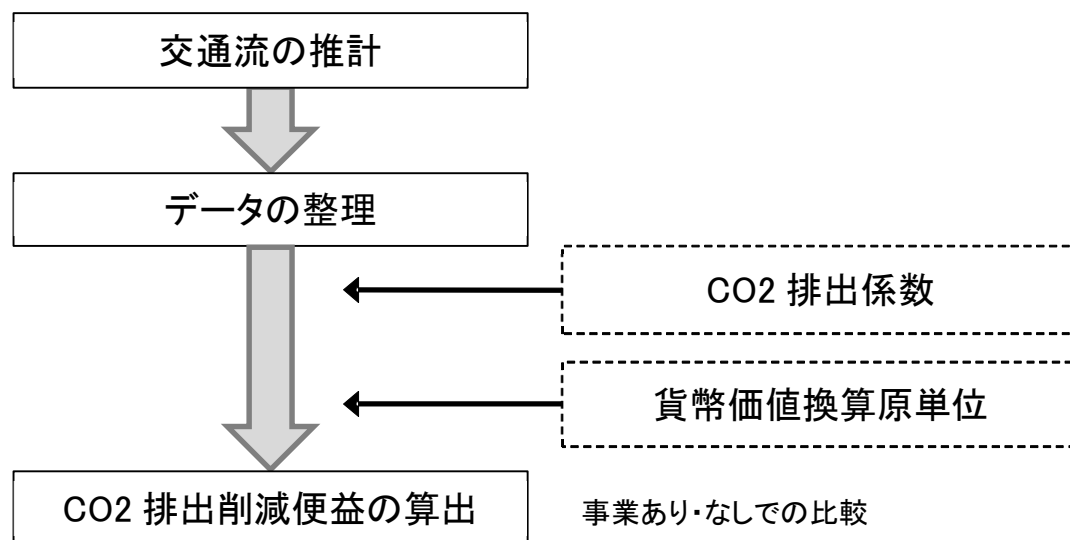 交通流の推計
データの整理
CO2 排出係数
貨幣価値換算原単位
CO2 排出削減便益の算出
事業あり・なしでの比較